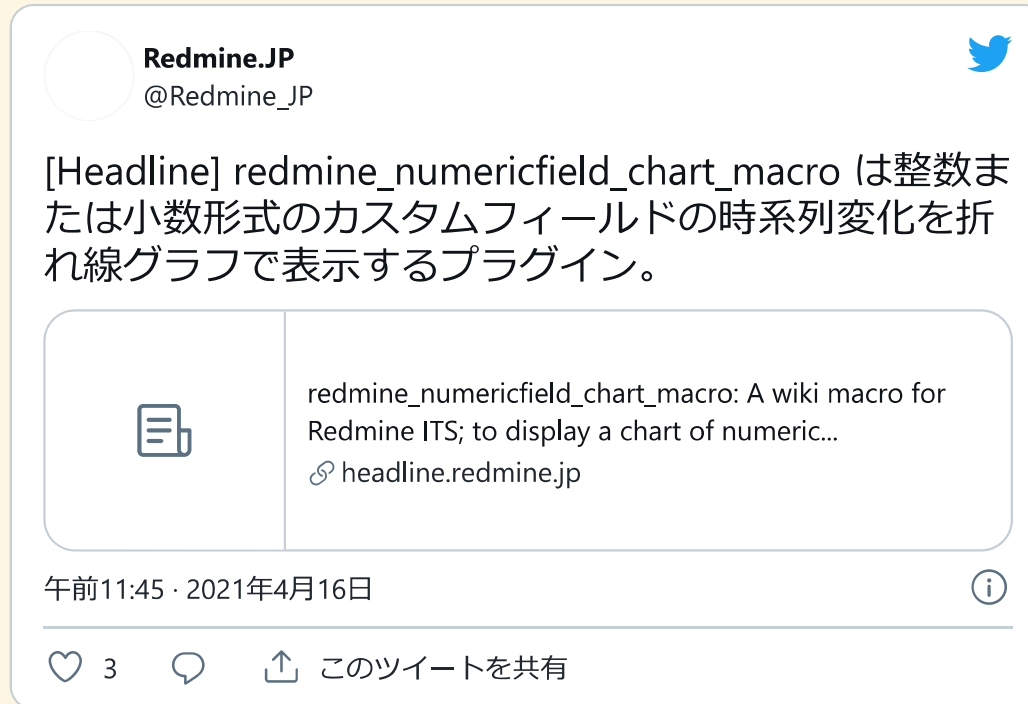 Redmine.JP
@Redmine_JP
[Headline] redmine_numericfield_chart_macro は整数ま
たは小数形式のカスタムフィールドの時系列変化を折
れ線グラフで表示するプラグイン。
redmine_numericfield_chart_macro: A wiki macro for
Redmine ITS; to display a chart of numeric...
headline.redmine.jp
午前11:45 · 2021年4月16日
3 このツイートを共有